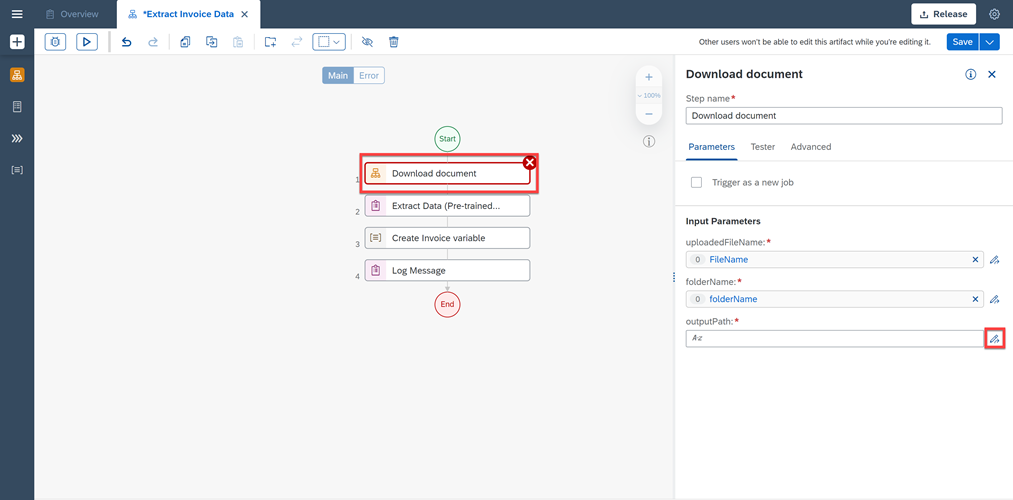 Overview
*Extract Invoice Data
Release
Other users won't be able to edit this artifact while you're editing it.
Save
Main
Error
100%
Start
1
Download document
2
Extract Data (Pre-trained...
3
Create Invoice variable
4
Log Message
End
Download document
Step name*
Download document
Parameters
Tester
Advanced
Trigger as a new job
Input Parameters
uploadedFileName:*
0 FileName
folderName:*
0 folderName
outputPath:*